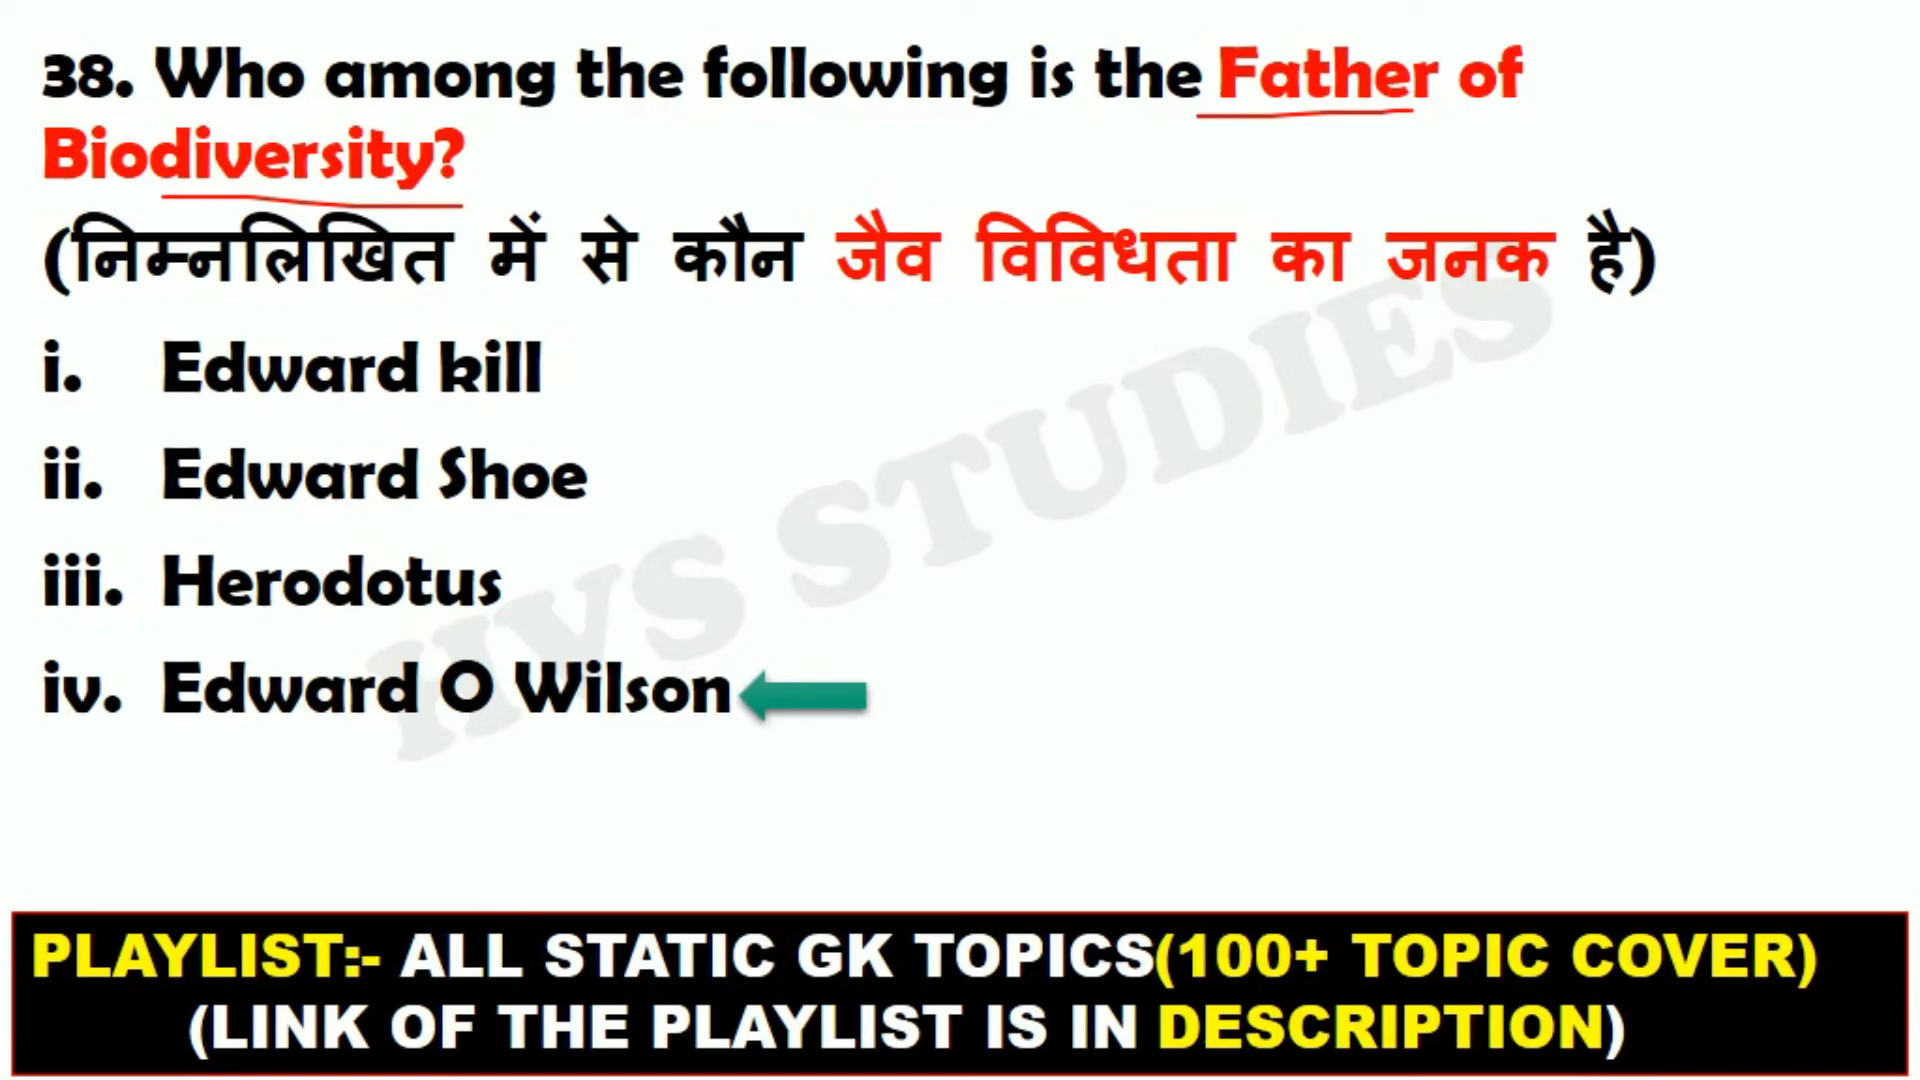 38. Who among the following is the Father of
Biodiversity?
(निम्नलिखित में से कौन जैव विविधता का जनक है)
i. Edward kill
ii. Edward Shoe
iii. Herodotus
iv. Edward O Wilson
HVS STUDIES
PLAYLIST:- ALL STATIC GK TOPICS(100+ TOPIC COVER)
(LINK OF THE PLAYLIST IS IN DESCRIPTION)